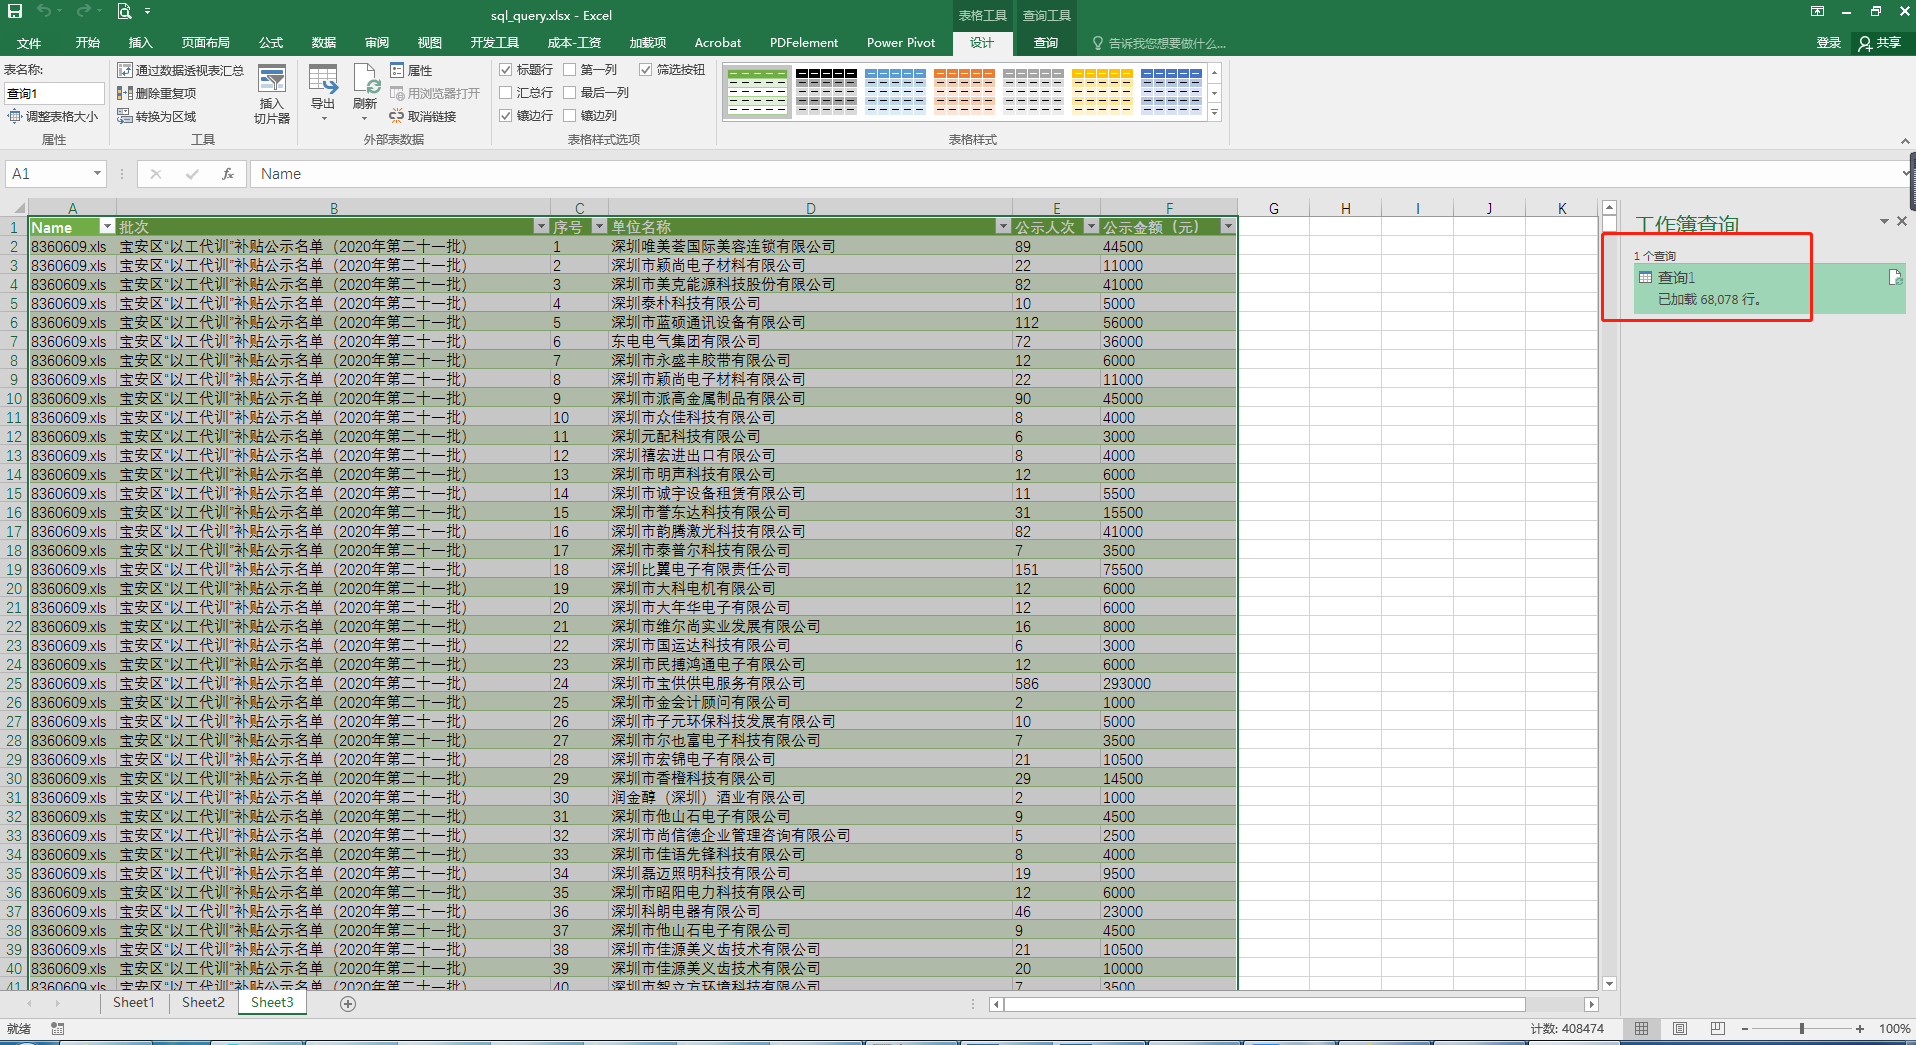 sql_query.xlsx - Excel
表格工具 查询工具
文件 开始 插入 页面布局 公式 数据 审阅 视图 开发工具 成本-工资 加载项 Acrobat PDFelement Power Pivot 设计 查询 告诉我您想要做什么... 登录 共享
表名称: 通过数据透视表汇总 属性 标题行 第一列 筛选按钮
查询1 删除重复项 插入 切片器 导出 刷新 用浏览器打开 汇总行 最后一列
调整表格大小 转换为区域 取消链接 镶边行 镶边列
属性 工具 外部表数据 表格样式选项 表格样式
A1 fx Name
A B C D E F G H I J K
1 Name 批次 序号 单位名称 公示人次 公示金额（元）
2 8360609.xls 宝安区“以工代训”补贴公示名单（2020年第二十一批） 1 深圳唯美荟国际美容连锁有限公司 89 44500
3 8360609.xls 宝安区“以工代训”补贴公示名单（2020年第二十一批） 2 深圳市颖尚电子材料有限公司 22 11000
4 8360609.xls 宝安区“以工代训”补贴公示名单（2020年第二十一批） 3 深圳市美克能源科技股份有限公司 82 41000
5 8360609.xls 宝安区“以工代训”补贴公示名单（2020年第二十一批） 4 深圳泰朴科技有限公司 10 5000
6 8360609.xls 宝安区“以工代训”补贴公示名单（2020年第二十一批） 5 深圳市蓝硕通讯设备有限公司 112 56000
7 8360609.xls 宝安区“以工代训”补贴公示名单（2020年第二十一批） 6 东电电气集团有限公司 72 36000
8 8360609.xls 宝安区“以工代训”补贴公示名单（2020年第二十一批） 7 深圳市永盛丰胶带有限公司 12 6000
9 8360609.xls 宝安区“以工代训”补贴公示名单（2020年第二十一批） 8 深圳市颖尚电子材料有限公司 22 11000
10 8360609.xls 宝安区“以工代训”补贴公示名单（2020年第二十一批） 9 深圳市派高金属制品有限公司 90 45000
11 8360609.xls 宝安区“以工代训”补贴公示名单（2020年第二十一批） 10 深圳市众佳科技有限公司 8 4000
12 8360609.xls 宝安区“以工代训”补贴公示名单（2020年第二十一批） 11 深圳元配科技有限公司 6 3000
13 8360609.xls 宝安区“以工代训”补贴公示名单（2020年第二十一批） 12 深圳禧宏进出口有限公司 8 4000
14 8360609.xls 宝安区“以工代训”补贴公示名单（2020年第二十一批） 13 深圳市明声科技有限公司 12 6000
15 8360609.xls 宝安区“以工代训”补贴公示名单（2020年第二十一批） 14 深圳市诚宇设备租赁有限公司 11 5500
16 8360609.xls 宝安区“以工代训”补贴公示名单（2020年第二十一批） 15 深圳市誉东达科技有限公司 31 15500
17 8360609.xls 宝安区“以工代训”补贴公示名单（2020年第二十一批） 16 深圳市韵腾激光科技有限公司 82 41000
18 8360609.xls 宝安区“以工代训”补贴公示名单（2020年第二十一批） 17 深圳市泰普尔科技有限公司 7 3500
19 8360609.xls 宝安区“以工代训”补贴公示名单（2020年第二十一批） 18 深圳比翼电子有限责任公司 151 75500
20 8360609.xls 宝安区“以工代训”补贴公示名单（2020年第二十一批） 19 深圳市大科电机有限公司 12 6000
21 8360609.xls 宝安区“以工代训”补贴公示名单（2020年第二十一批） 20 深圳市大年华电子有限公司 12 6000
22 8360609.xls 宝安区“以工代训”补贴公示名单（2020年第二十一批） 21 深圳市维尔尚实业发展有限公司 16 8000
23 8360609.xls 宝安区“以工代训”补贴公示名单（2020年第二十一批） 22 深圳市国运达科技有限公司 6 3000
24 8360609.xls 宝安区“以工代训”补贴公示名单（2020年第二十一批） 23 深圳市民搏鸿通电子有限公司 12 6000
25 8360609.xls 宝安区“以工代训”补贴公示名单（2020年第二十一批） 24 深圳市宝供供电服务有限公司 586 293000
26 8360609.xls 宝安区“以工代训”补贴公示名单（2020年第二十一批） 25 深圳市金会计顾问有限公司 2 1000
27 8360609.xls 宝安区“以工代训”补贴公示名单（2020年第二十一批） 26 深圳市子元环保科技发展有限公司 10 5000
28 8360609.xls 宝安区“以工代训”补贴公示名单（2020年第二十一批） 27 深圳市尔也富电子科技有限公司 7 3500
29 8360609.xls 宝安区“以工代训”补贴公示名单（2020年第二十一批） 28 深圳市宏锦电子有限公司 21 10500
30 8360609.xls 宝安区“以工代训”补贴公示名单（2020年第二十一批） 29 深圳市香橙科技有限公司 29 14500
31 8360609.xls 宝安区“以工代训”补贴公示名单（2020年第二十一批） 30 润金醇（深圳）酒业有限公司 2 1000
32 8360609.xls 宝安区“以工代训”补贴公示名单（2020年第二十一批） 31 深圳市他山石电子有限公司 9 4500
33 8360609.xls 宝安区“以工代训”补贴公示名单（2020年第二十一批） 32 深圳市尚信德企业管理咨询有限公司 5 2500
34 8360609.xls 宝安区“以工代训”补贴公示名单（2020年第二十一批） 33 深圳市佳语先锋科技有限公司 8 4000
35 8360609.xls 宝安区“以工代训”补贴公示名单（2020年第二十一批） 34 深圳磊迈照明科技有限公司 19 9500
36 8360609.xls 宝安区“以工代训”补贴公示名单（2020年第二十一批） 35 深圳市昭阳电力科技有限公司 12 6000
37 8360609.xls 宝安区“以工代训”补贴公示名单（2020年第二十一批） 36 深圳科朗电器有限公司 46 23000
38 8360609.xls 宝安区“以工代训”补贴公示名单（2020年第二十一批） 37 深圳市他山石电子有限公司 9 4500
39 8360609.xls 宝安区“以工代训”补贴公示名单（2020年第二十一批） 38 深圳市佳源美义齿技术有限公司 21 10500
40 8360609.xls 宝安区“以工代训”补贴公示名单（2020年第二十一批） 39 深圳市佳源美义齿技术有限公司 20 10000
41 8360609.xls 宝安区“以工代训”补贴公示名单（2020年第二十一批） 40 深圳市智立方环境科技有限公司 7 3500
工作簿查询
1 个查询
查询1
已加载 68,078 行。
Sheet1 Sheet2 Sheet3
就绪 计数: 408474 100%